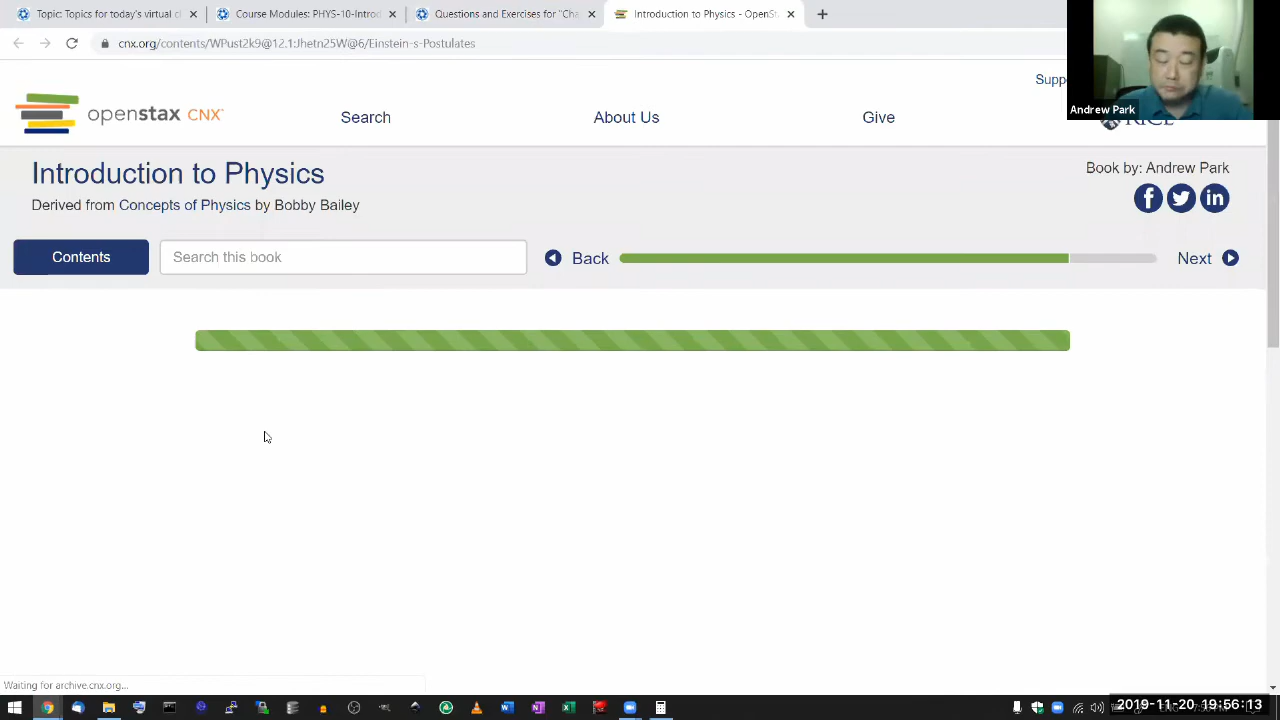 Topic: Topics for today's virtual cl
Course Modules: PHYS-10-Introd
Questions and Exercises for "Cha
Introduction to Physics - OpenSt
cnx.org/contents/WPust2k9@12.1:Jhetn25W@6/Einstein-s-Postulates
Andrew Park
Supp
openstax CNX
Search
About Us
Give
RICE
Introduction to Physics
Book by: Andrew Park
Derived from Concepts of Physics by Bobby Bailey
Contents
Search this book
Back
Next
Waiting for archive.cnx.org...
2019-11-20 19:56:13